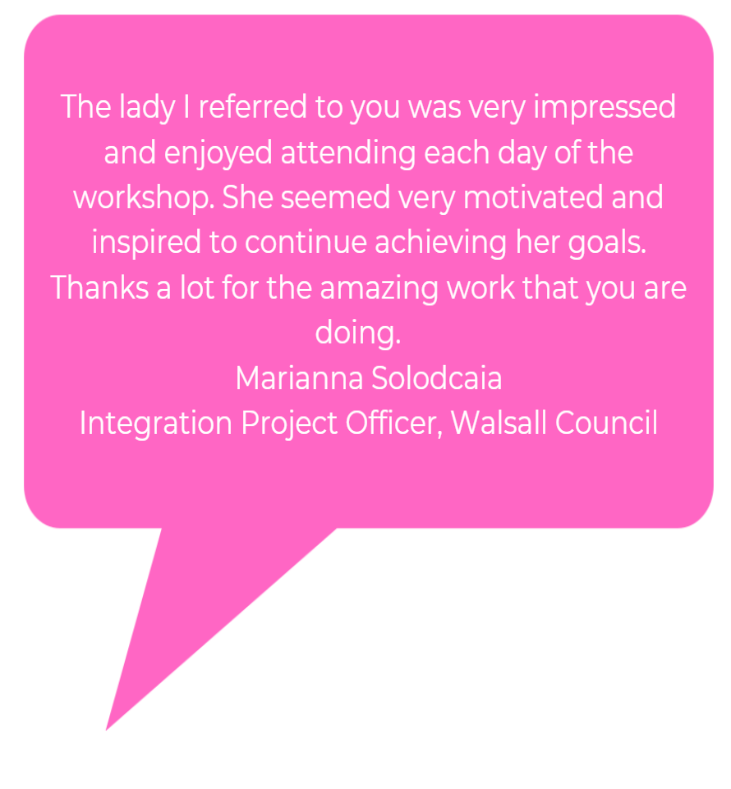 The lady I referred to you was very impressed
and enjoyed attending each day of the
workshop. She seemed very motivated and
inspired to continue achieving her goals.
Thanks a lot for the amazing work that you are
doing.
Marianna Solodcaia
Integration Project Officer, Walsall Council